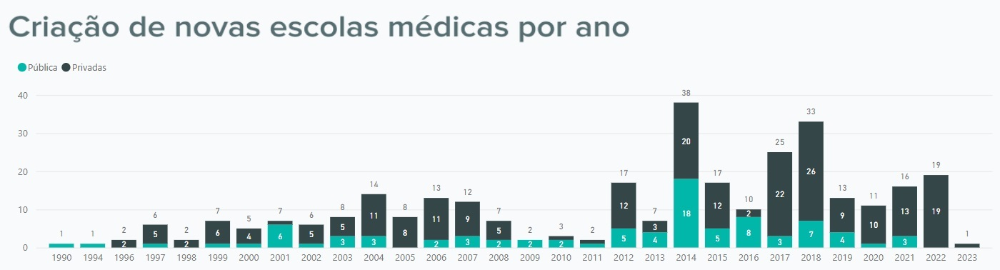 Criação de novas escolas médicas por ano
Pública Privadas
40
30
20
10
0
1 1 2 6 2 7 5 7 6 8 14 8 13 12 7 2 3 2 17 7 38 17 10 25 33 13 11 16 19 1
2 5 2 6 4 5 5 11 8 11 9 5 12 3 20 12 2 22 26 9 10 13 19
6 3 3 2 3 2 2 2 5 4 18 5 8 3 7 4 3
1990 1994 1996 1997 1998 1999 2000 2001 2002 2003 2004 2005 2006 2007 2008 2009 2010 2011 2012 2013 2014 2015 2016 2017 2018 2019 2020 2021 2022 2023